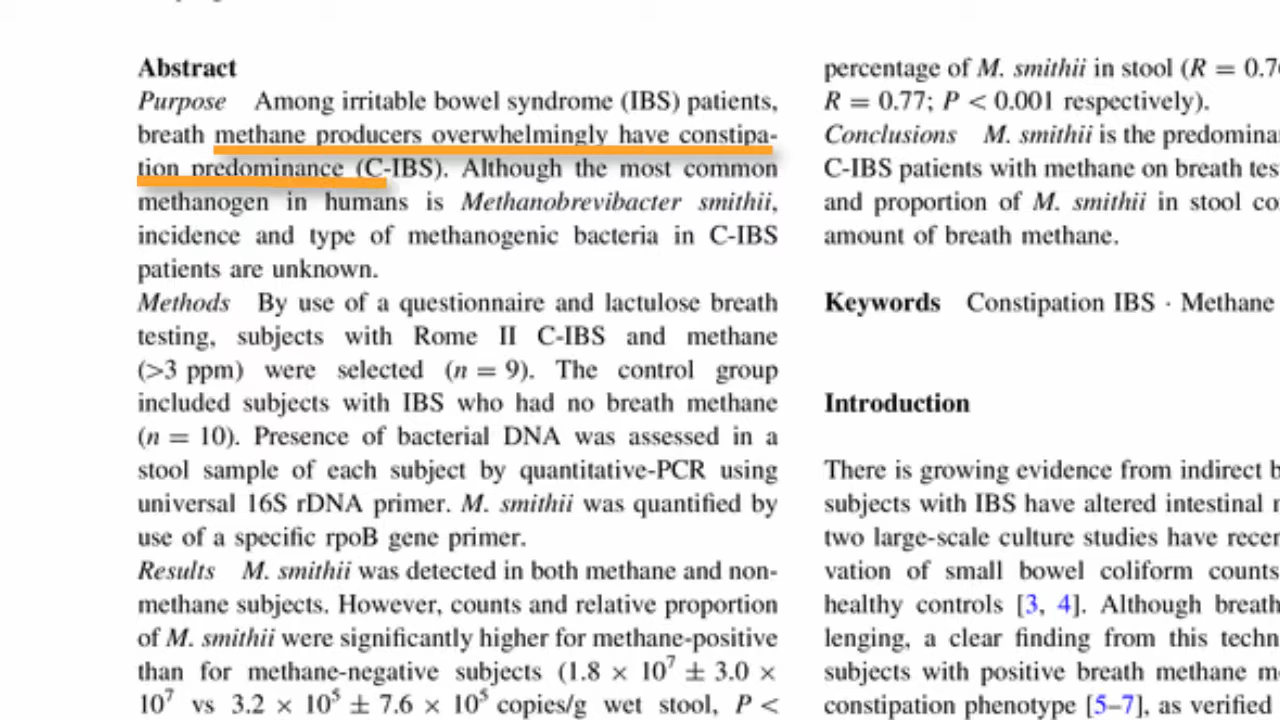 Abstract
Purpose Among irritable bowel syndrome (IBS) patients,
breath methane producers overwhelmingly have constipa-
tion predominance (C-IBS). Although the most common
methanogen in humans is Methanobrevibacter smithii,
incidence and type of methanogenic bacteria in C-IBS
patients are unknown.
Methods By use of a questionnaire and lactulose breath
testing, subjects with Rome II C-IBS and methane
(>3 ppm) were selected (n = 9). The control group
included subjects with IBS who had no breath methane
(n = 10). Presence of bacterial DNA was assessed in a
stool sample of each subject by quantitative-PCR using
universal 16S rDNA primer. M. smithii was quantified by
use of a specific rpoB gene primer.
Results M. smithii was detected in both methane and non-
methane subjects. However, counts and relative proportion
of M. smithii were significantly higher for methane-positive
than for methane-negative subjects (1.8 × 10⁷ ± 3.0 ×
10⁷ vs 3.2 × 10⁵ ± 7.6 × 10⁵ copies/g wet stool, P <
percentage of M. smithii in stool (R =
R = 0.77; P < 0.001 respectively).
Conclusions M. smithii is the
C-IBS patients with methane on breath
and proportion of M. smithii in stool
amount of breath methane.
Keywords Constipation IBS · Methane
Introduction
There is growing evidence from indirect
subjects with IBS have altered intestinal
two large-scale culture studies have
vation of small bowel coliform counts
healthy controls [3, 4]. Although
lenging, a clear finding from this
subjects with positive breath methane
constipation phenotype [5–7], as verified